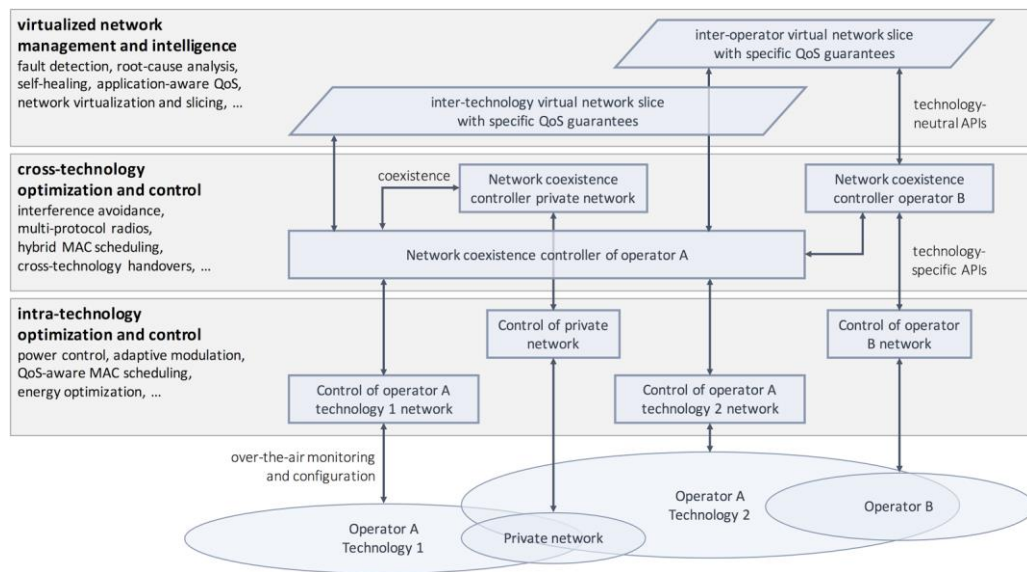 virtualized network
management and intelligence
fault detection, root-cause analysis,
self-healing, application-aware QoS,
network virtualization and slicing, …
inter-operator virtual network slice
with specific QoS guarantees
inter-technology virtual network slice
with specific QoS guarantees
technology-
neutral APIs
cross-technology
optimization and control
interference avoidance,
multi-protocol radios,
hybrid MAC scheduling,
cross-technology handovers, …
coexistence
Network coexistence
controller private network
Network coexistence
controller operator B
Network coexistence controller of operator A
technology-
specific APIs
intra-technology
optimization and control
power control, adaptive modulation,
QoS-aware MAC scheduling,
energy optimization, …
Control of private
network
Control of operator
B network
Control of operator A
technology 1 network
Control of operator A
technology 2 network
over-the-air monitoring
and configuration
Operator A
Technology 1
Private network
Operator A
Technology 2
Operator B